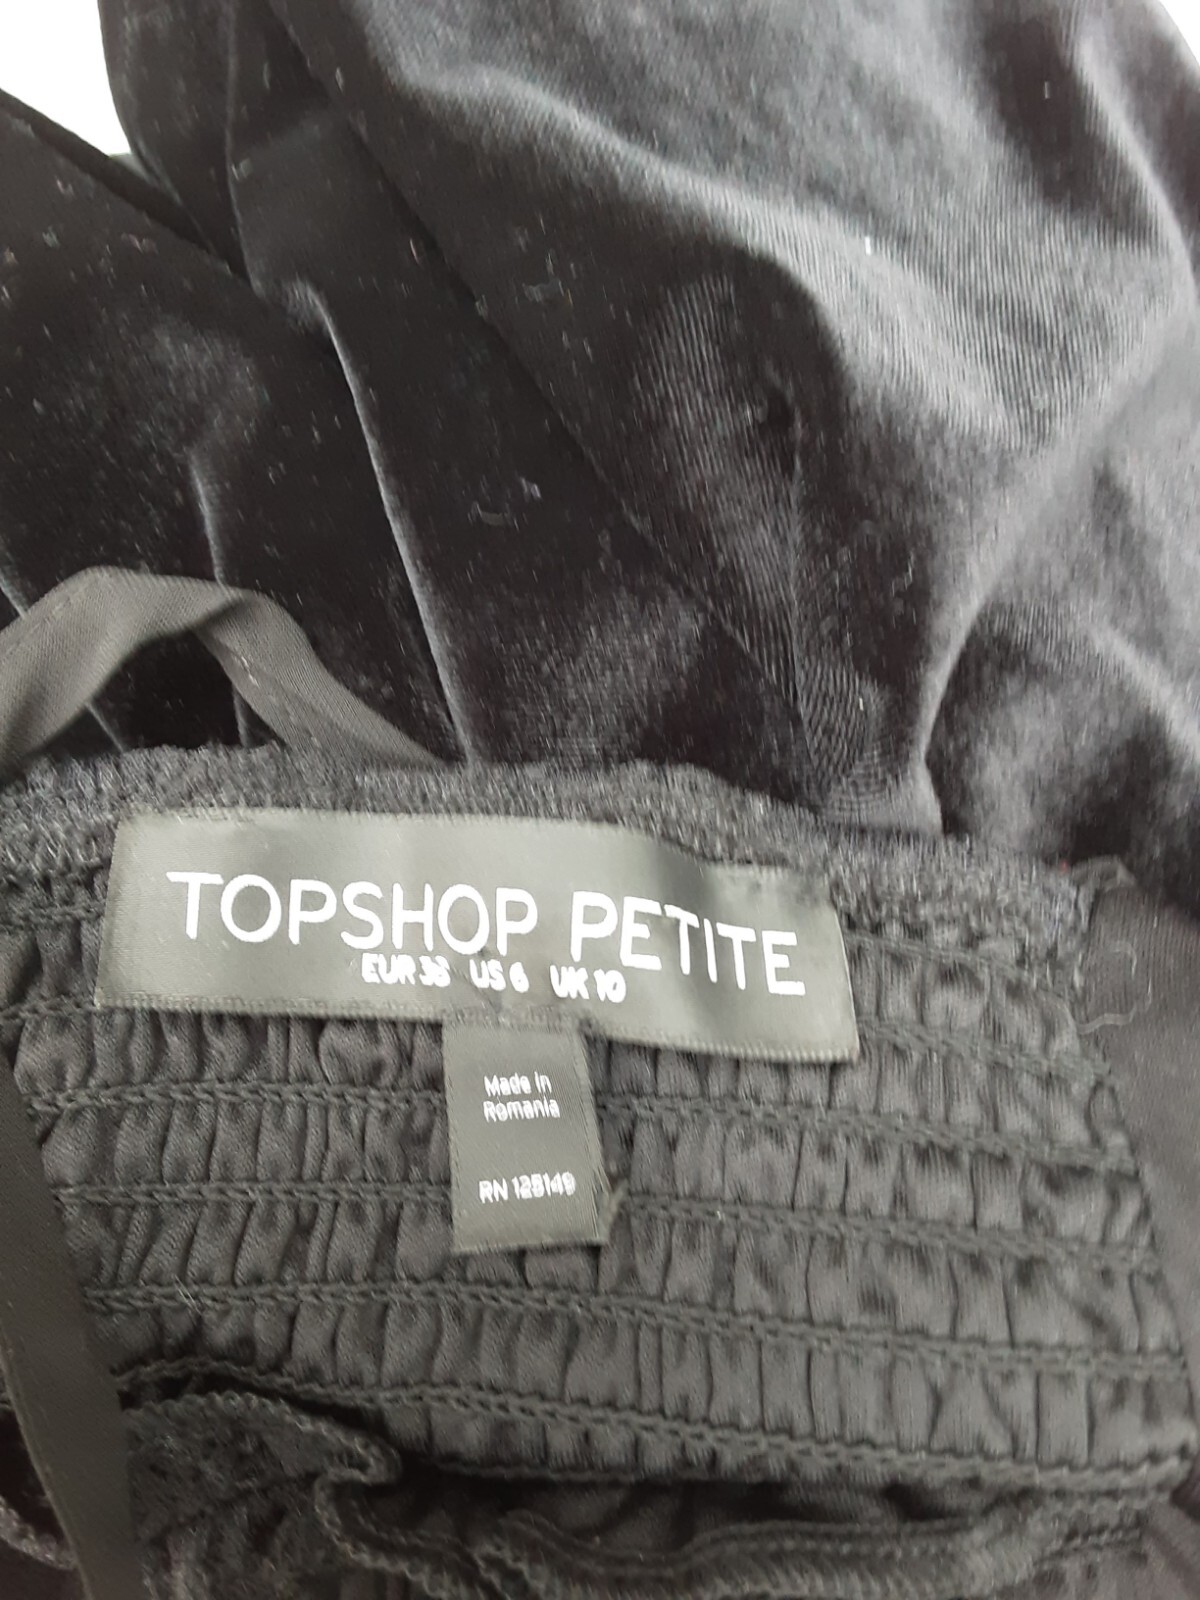 TOPSHOP PETITE
EUR 38 US 6 UK 10
Made in
Romania
RN 125149